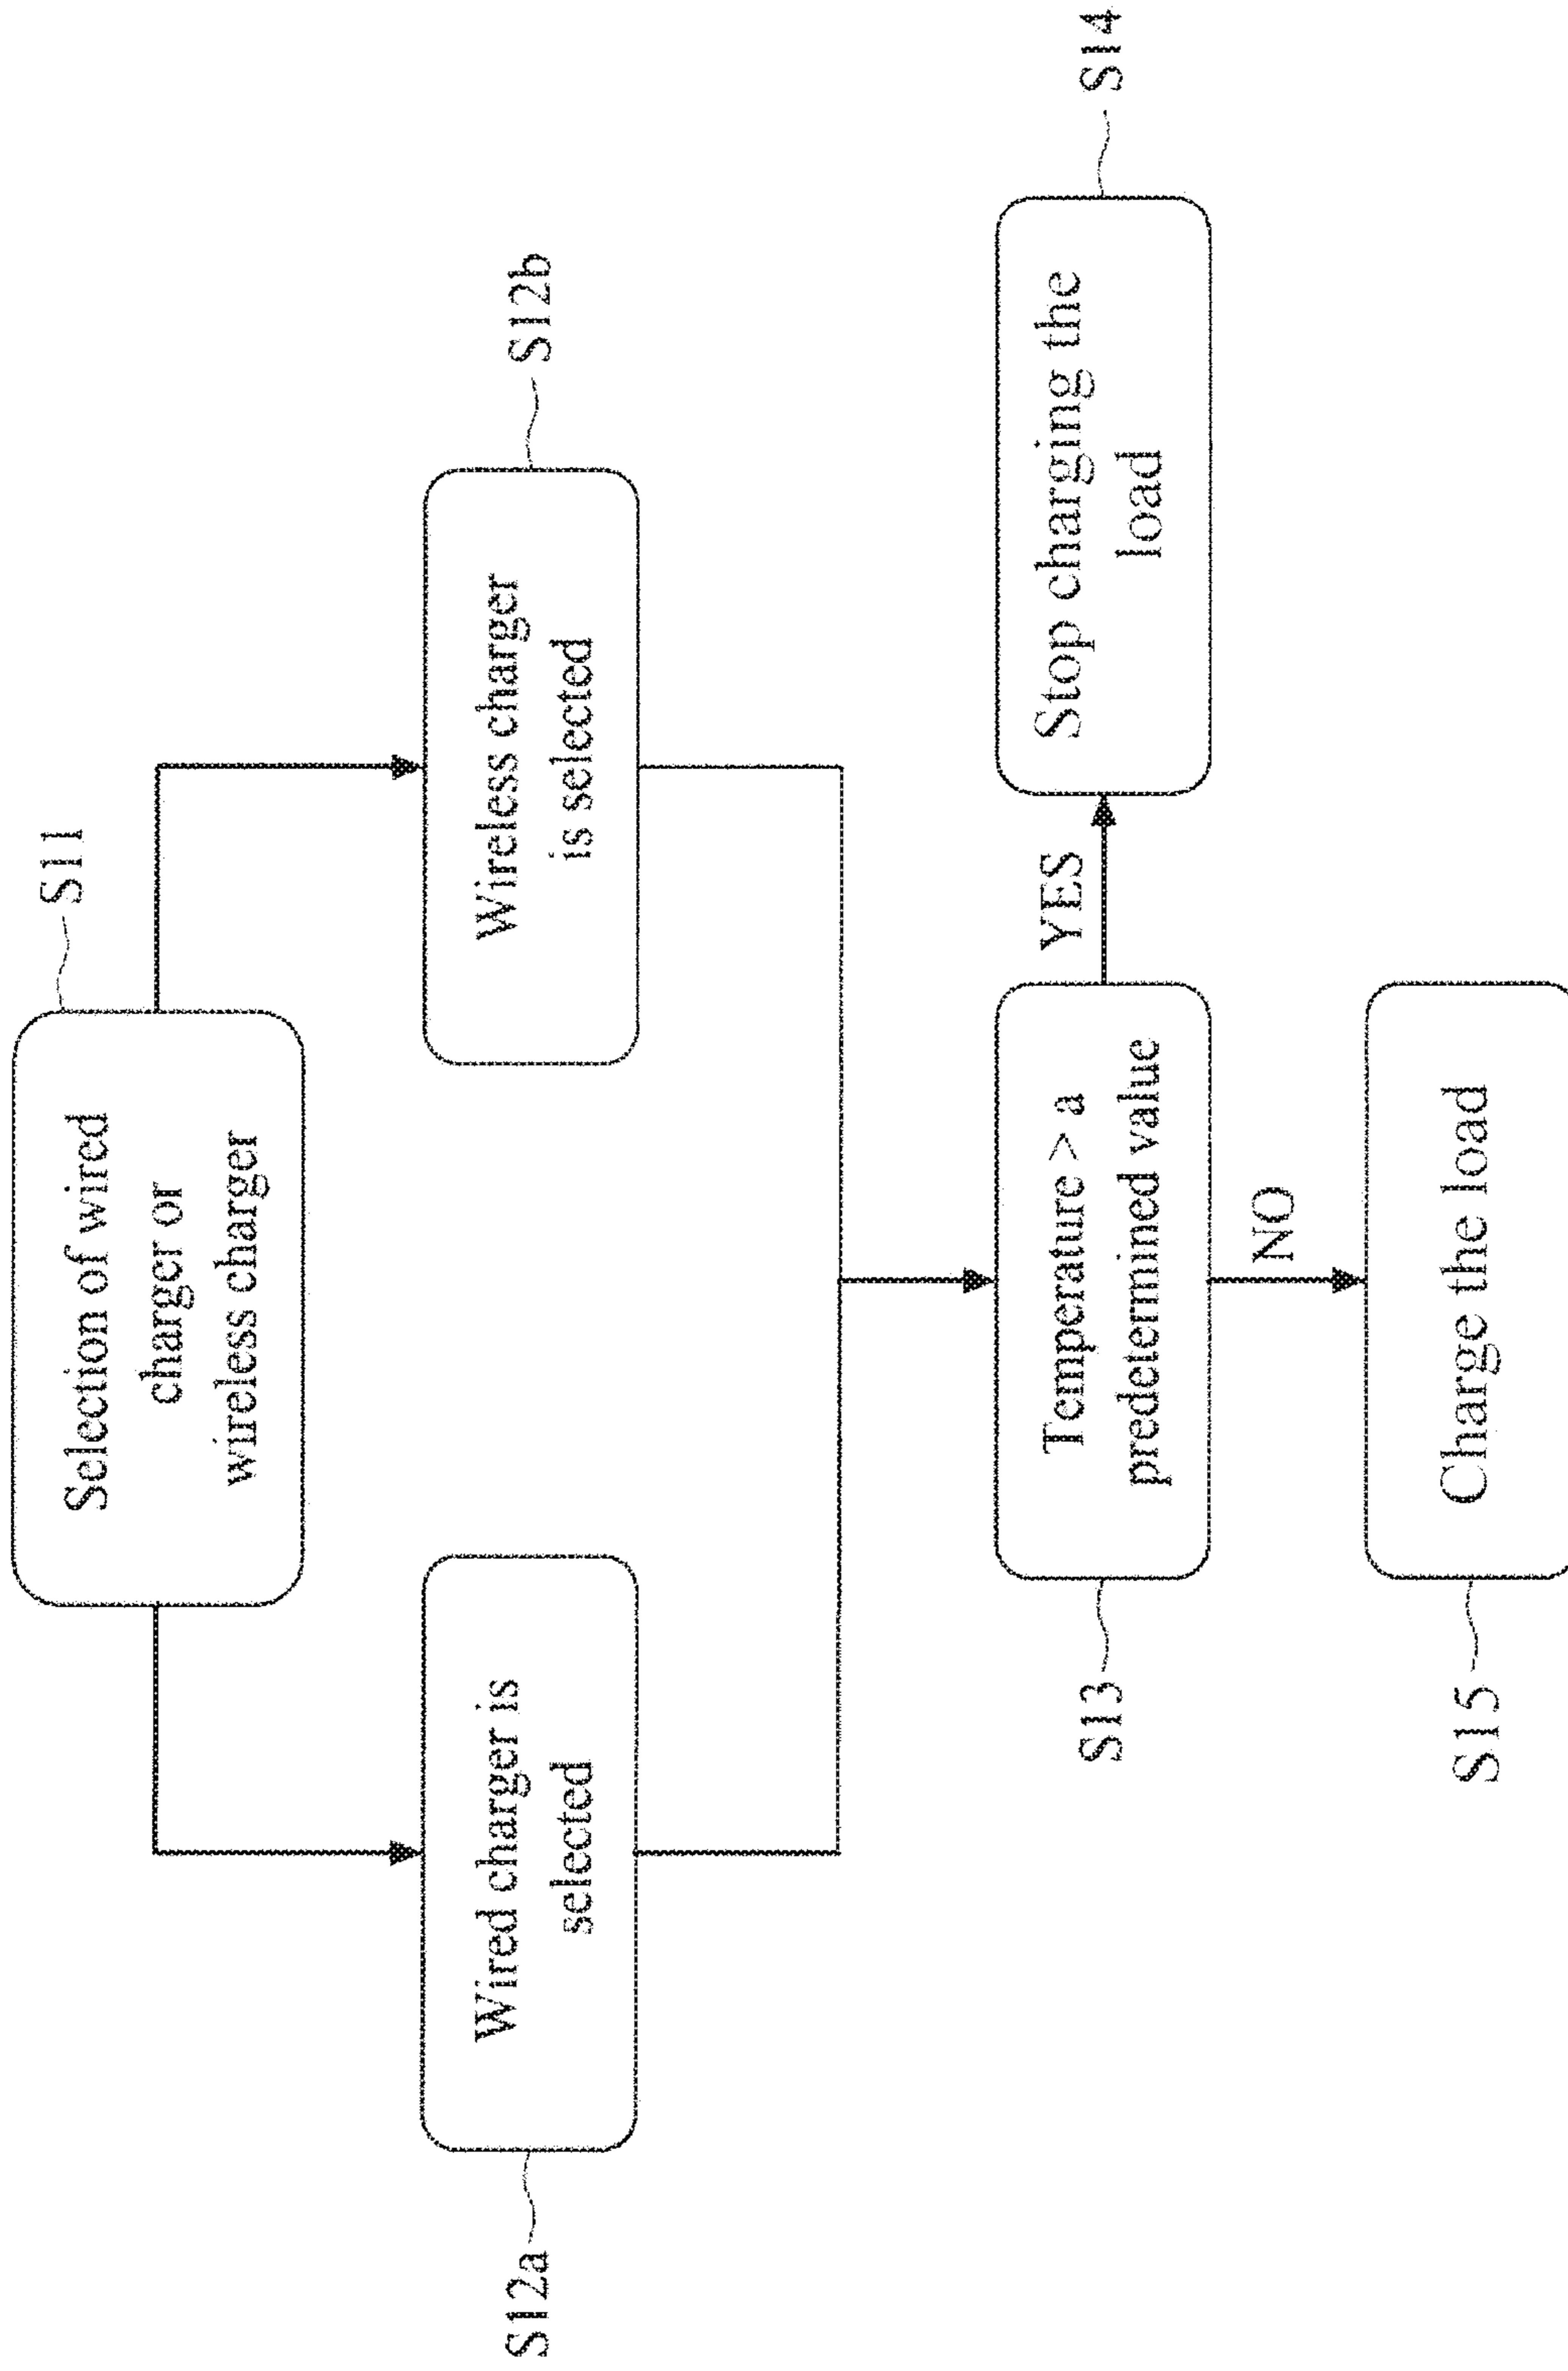 Selection of wired
charger or
wireless charger
S11
Wired charger is
selected
S12a
Wireless charger
is selected
S12b
Temperature > a
predetermined value
S13
YES
Stop charging the
load
S14
NO
Charge the load
S15